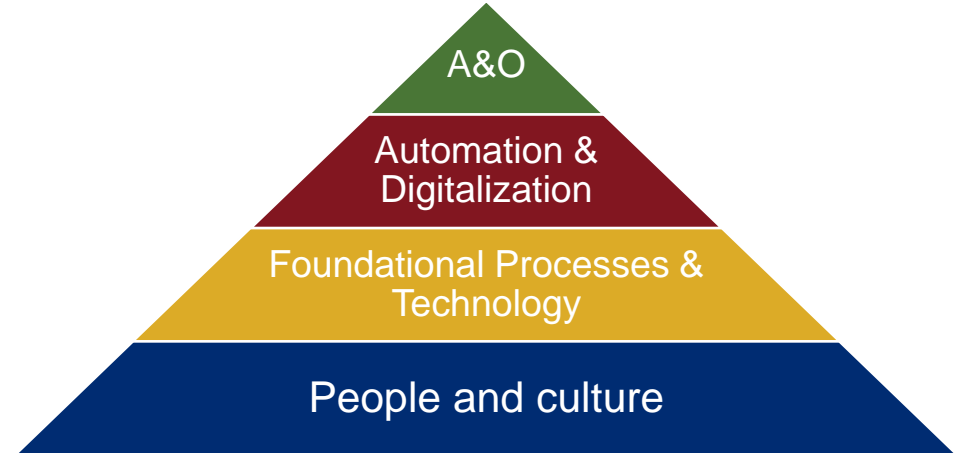 A&O
Automation &
Digitalization
Foundational Processes &
Technology
People and culture